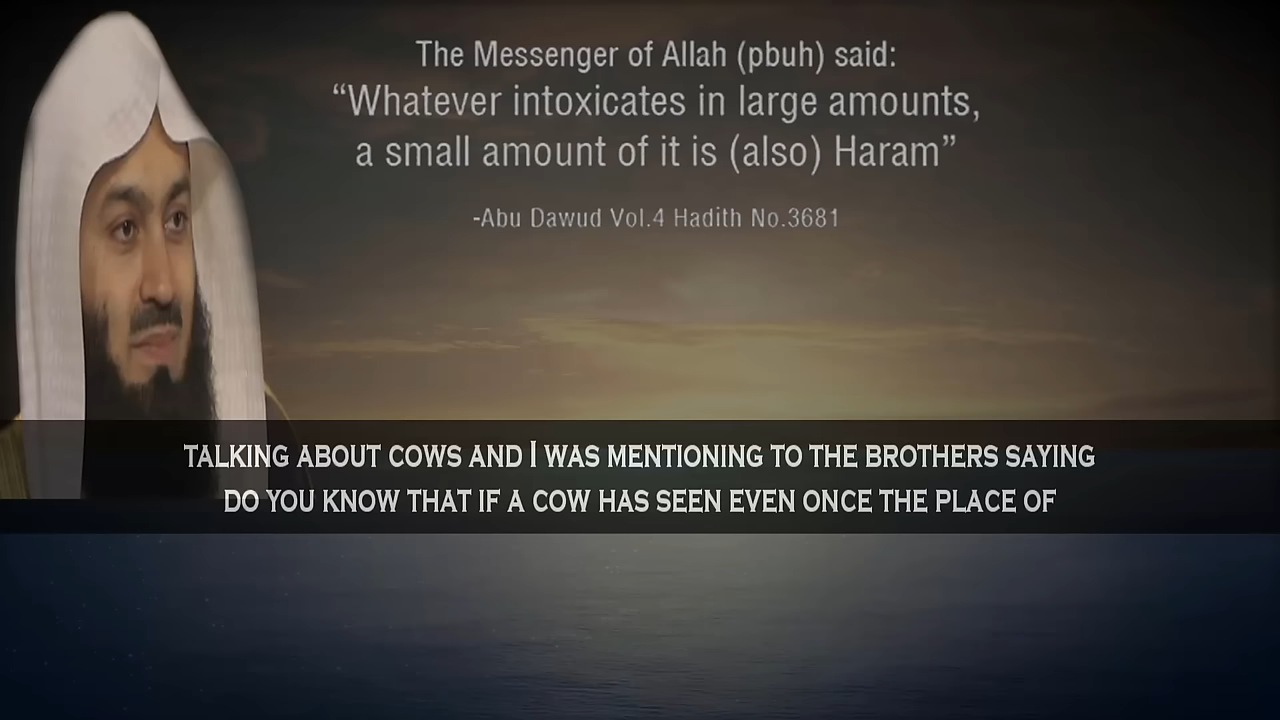 The Messenger of Allah (pbuh) said:
“Whatever intoxicates in large amounts,
a small amount of it is (also) Haram”
-Abu Dawud Vol.4 Hadith No.3681
TALKING ABOUT COWS AND I WAS MENTIONING TO THE BROTHERS SAYING
DO YOU KNOW THAT IF A COW HAS SEEN EVEN ONCE THE PLACE OF